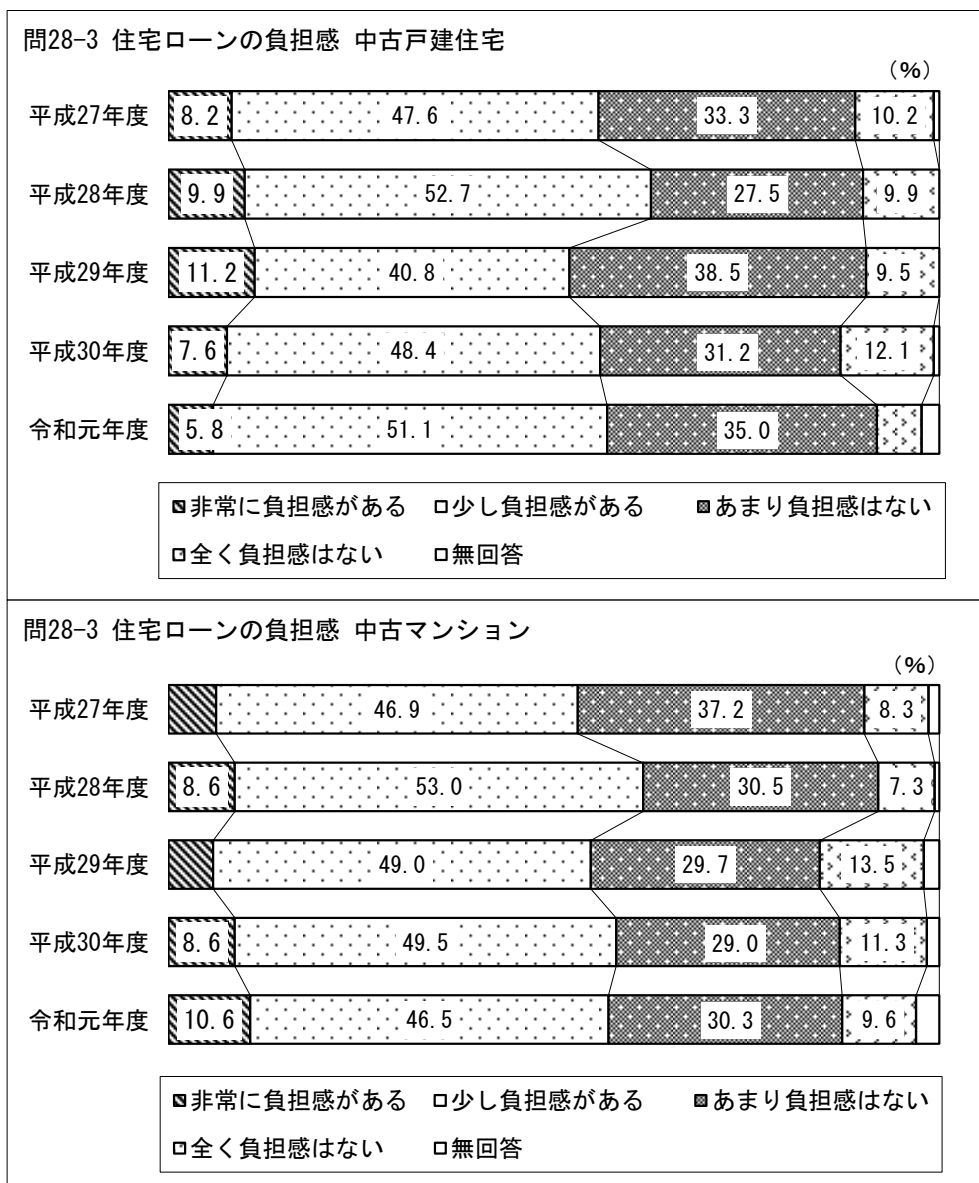 問28-3 住宅ローンの負担感 中古戸建住宅
(%)
平成27年度 8.2 47.6 33.3 10.2
平成28年度 9.9 52.7 27.5 9.9
平成29年度 11.2 40.8 38.5 9.5
平成30年度 7.6 48.4 31.2 12.1
令和元年度 5.8 51.1 35.0
非常に負担感がある 少し負担感がある あまり負担感はない
全く負担感はない 無回答
問28-3 住宅ローンの負担感 中古マンション
(%)
平成27年度 46.9 37.2 8.3
平成28年度 8.6 53.0 30.5 7.3
平成29年度 49.0 29.7 13.5
平成30年度 8.6 49.5 29.0 11.3
令和元年度 10.6 46.5 30.3 9.6
非常に負担感がある 少し負担感がある あまり負担感はない
全く負担感はない 無回答